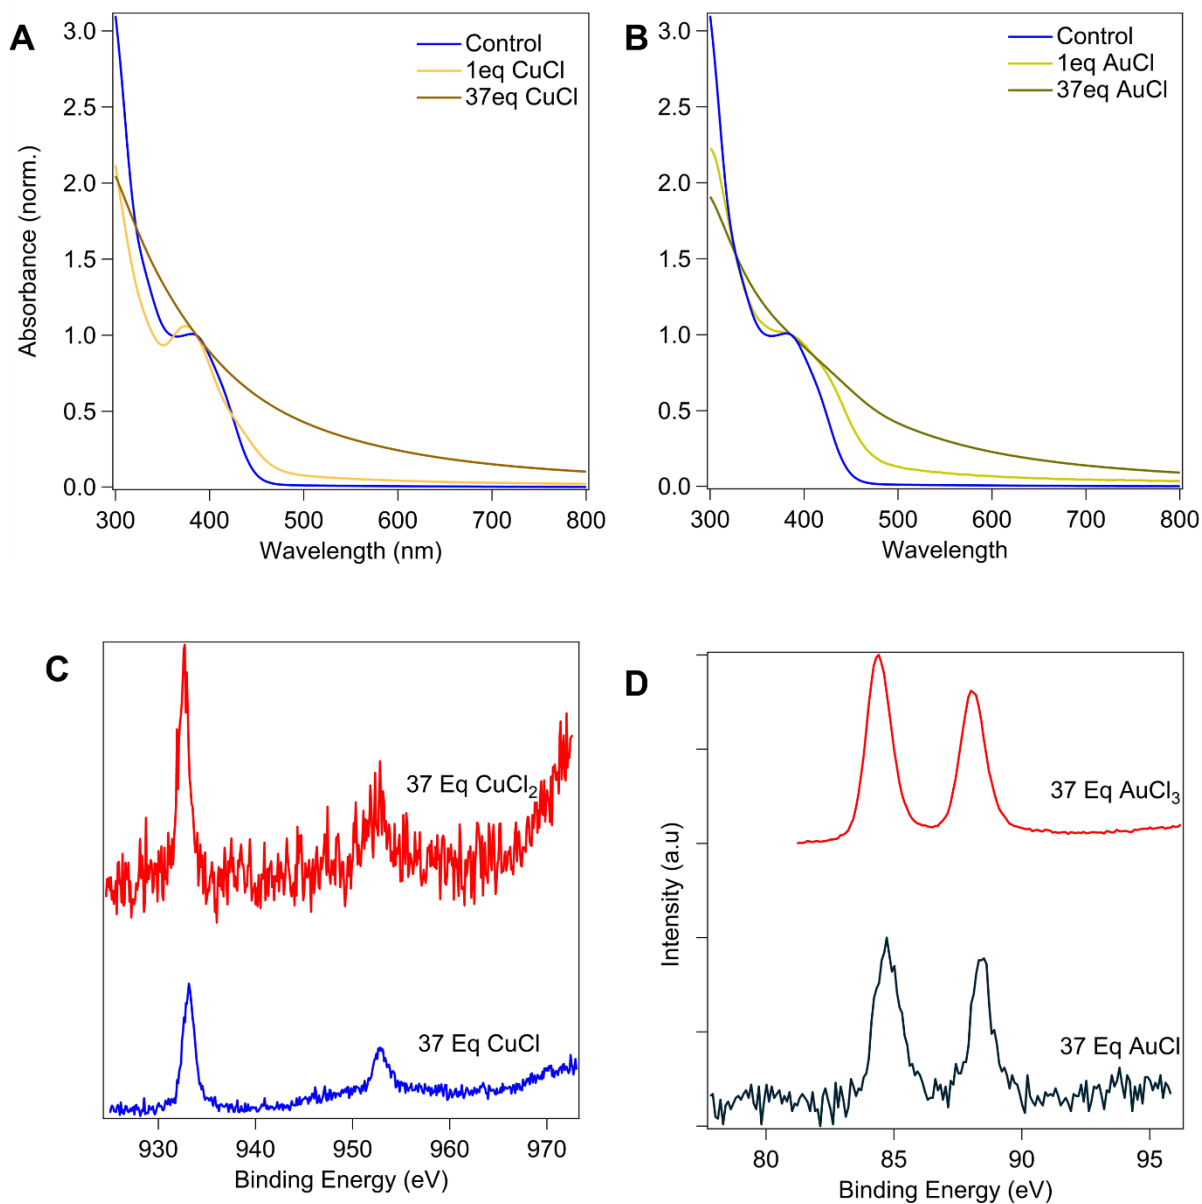 A
3.0
2.5
2.0
1.5
1.0
0.5
0.0
Absorbance (norm.)
Control
1eq CuCl
37eq CuCl
300 400 500 600 700 800
Wavelength (nm)
B
3.0
2.5
2.0
1.5
1.0
0.5
0.0
Control
1eq AuCl
37eq AuCl
300 400 500 600 700 800
Wavelength
C
37 Eq CuCl₂
37 Eq CuCl
930 940 950 960 970
Binding Energy (eV)
D
Intensity (a.u)
37 Eq AuCl₃
37 Eq AuCl
80 85 90 95
Binding Energy (eV)